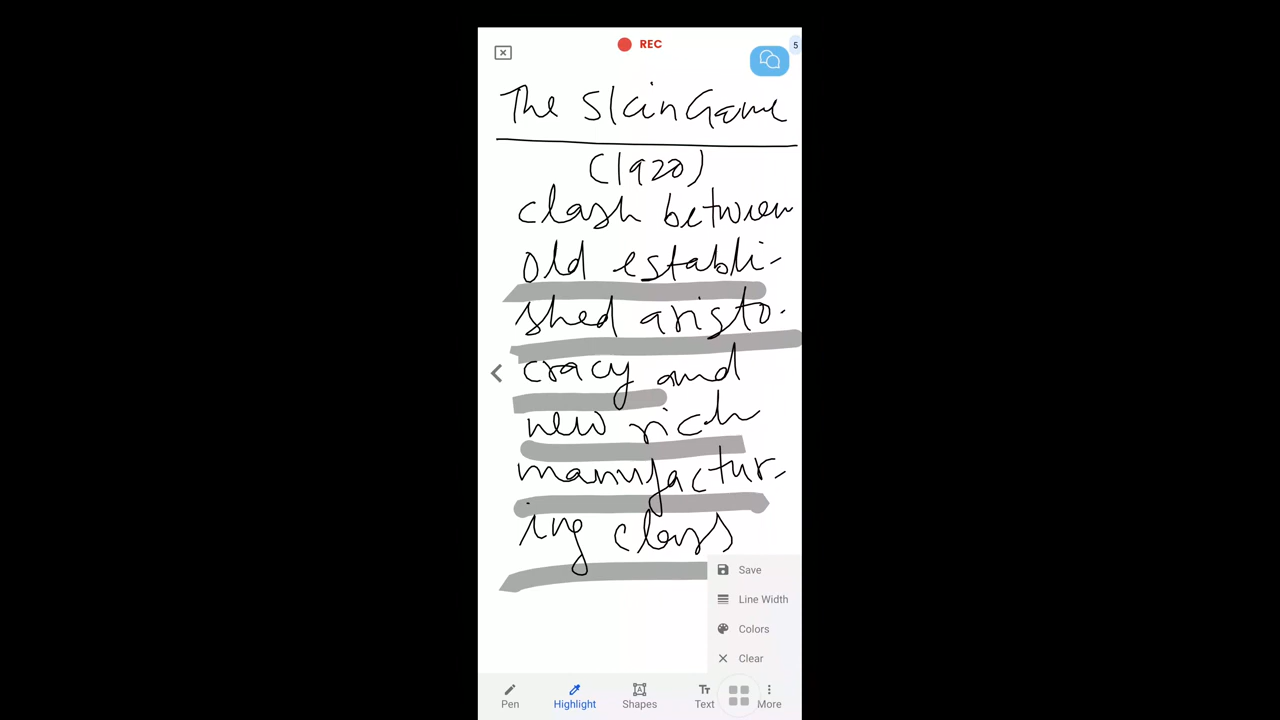 REC
5
The Skin Game
(1920)
clash between
old establi-
shed aristo-
cracy and
new rich
manufactur-
ing class
Save
Line Width
Colors
Clear
Pen
Highlight
Shapes
Text
More